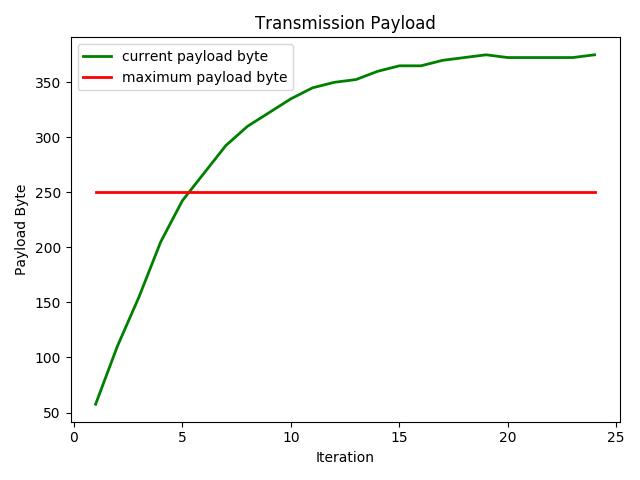 Transmission Payload
current payload byte
maximum payload byte
Payload Byte
350
300
250
200
150
100
50
0
5
10
15
20
25
Iteration